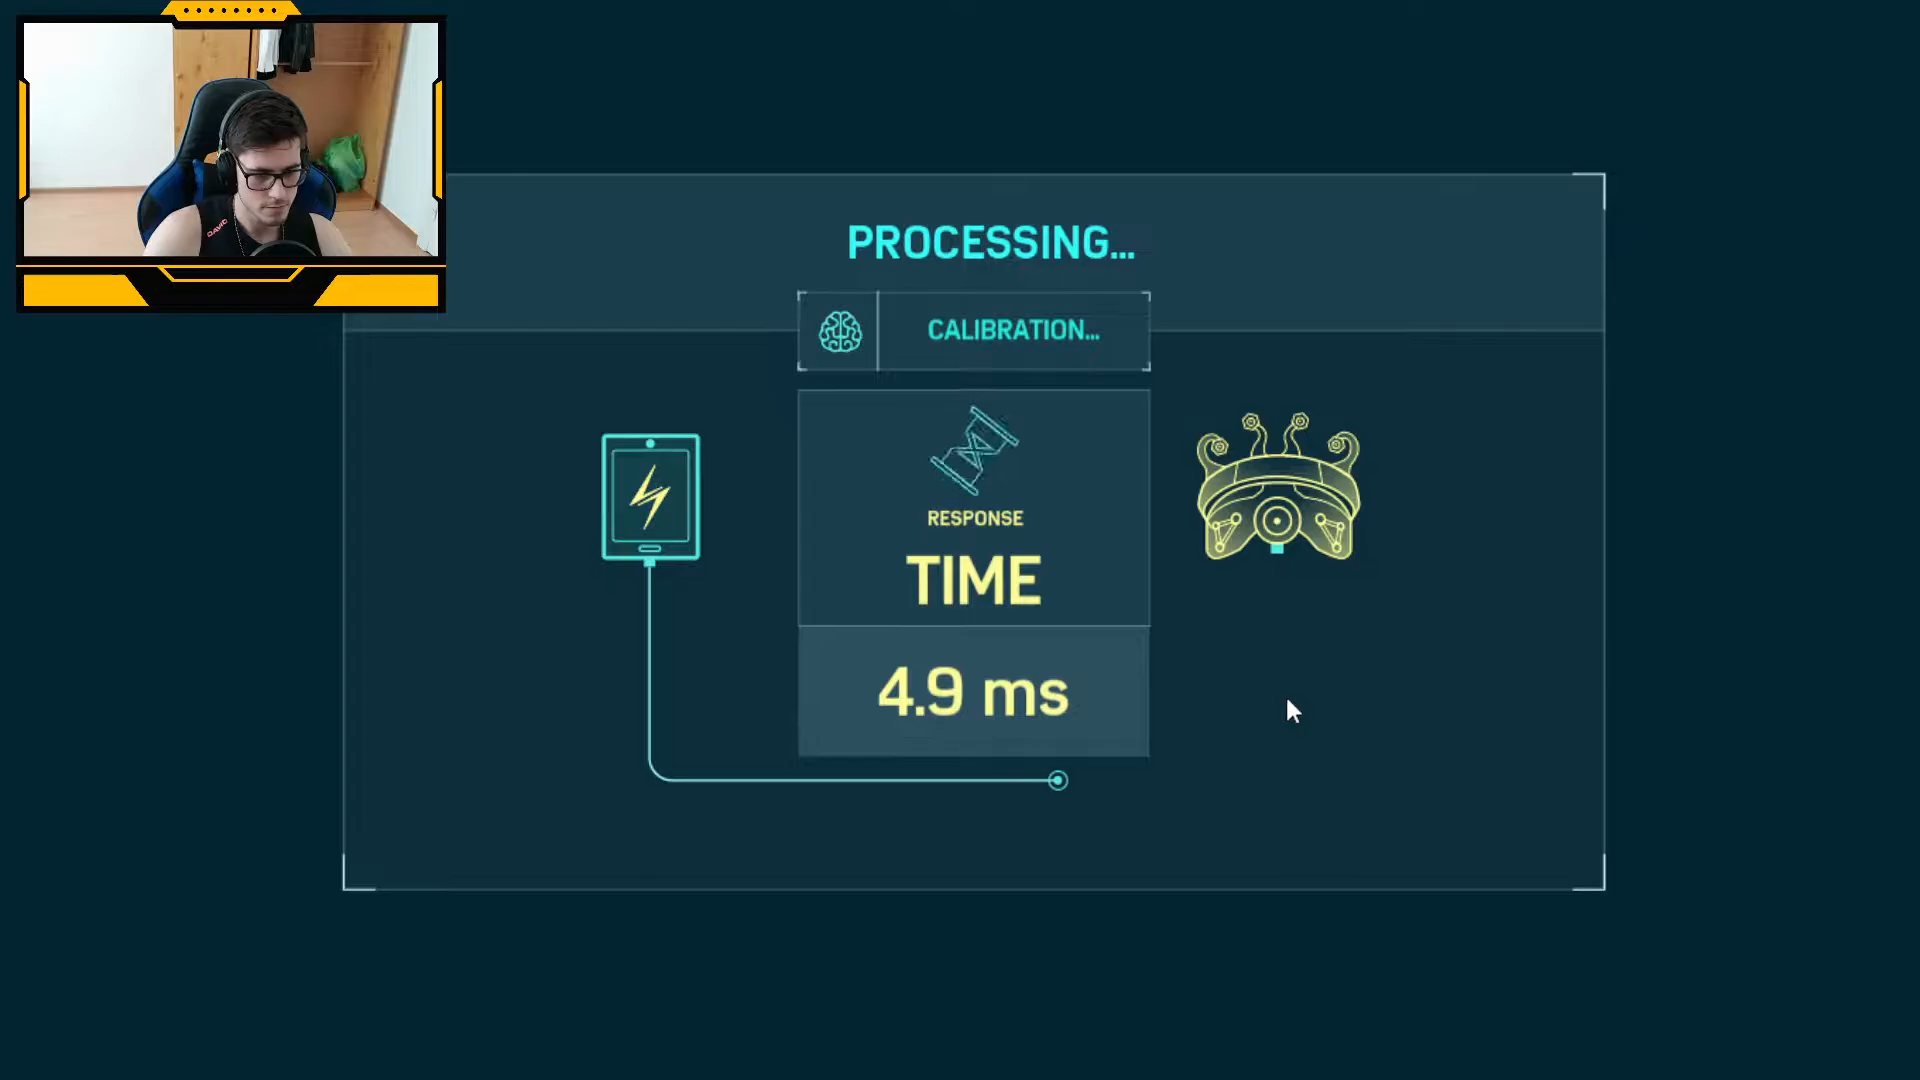 PROCESSING...
CALIBRATION...
RESPONSE
TIME
4.9 ms